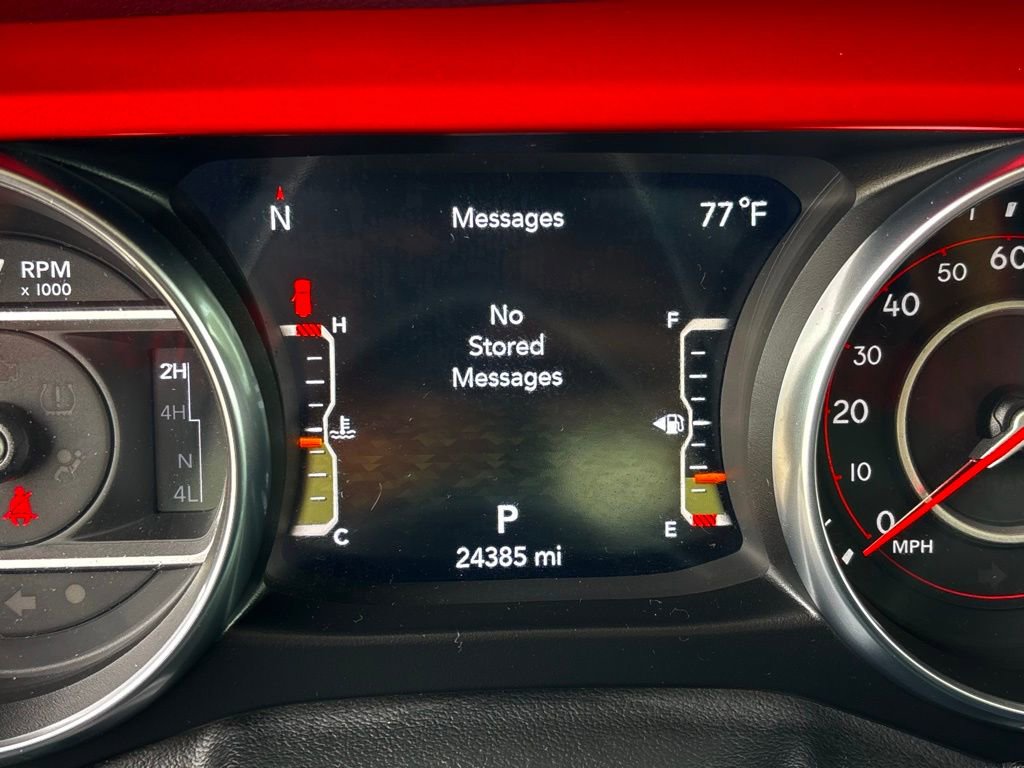 N
Messages
77°F
RPM
x 1000
H
F
No
Stored
Messages
2H
4H
N
4L
C
E
P
24385 mi
60
50
40
30
20
10
0
MPH